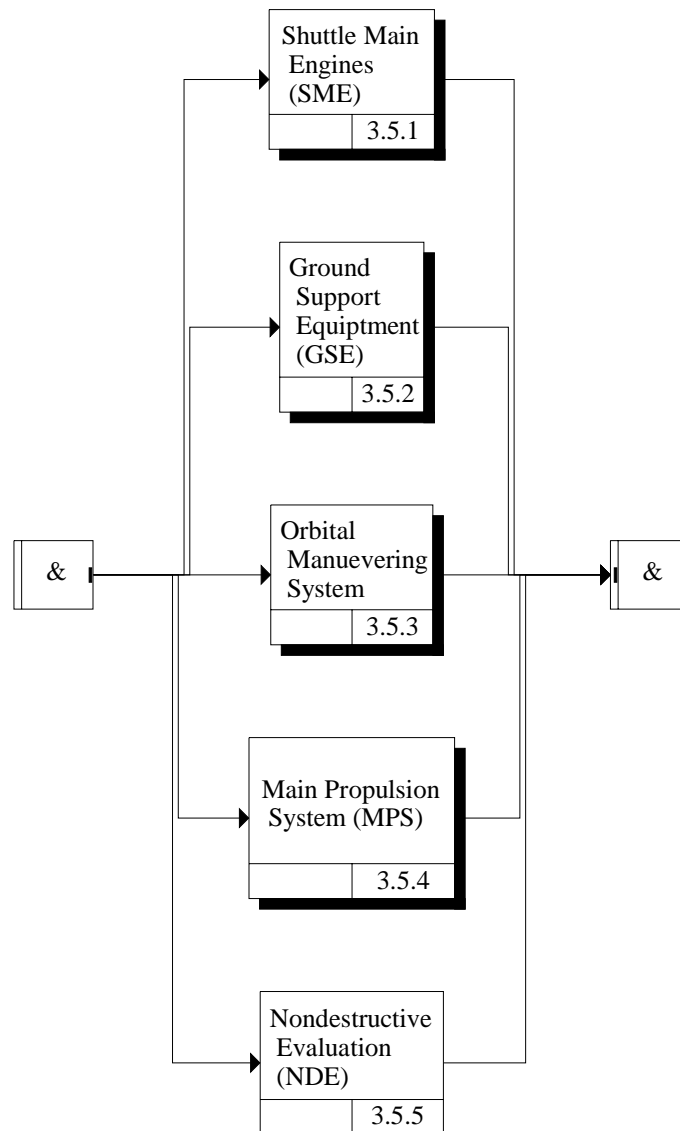 Shuttle Main
Engines
(SME)
3.5.1
Ground
Support
Equiptment
(GSE)
3.5.2
&
Orbital
Manuevering
System
3.5.3
&
Main Propulsion
System (MPS)
3.5.4
Nondestructive
Evaluation
(NDE)
3.5.5